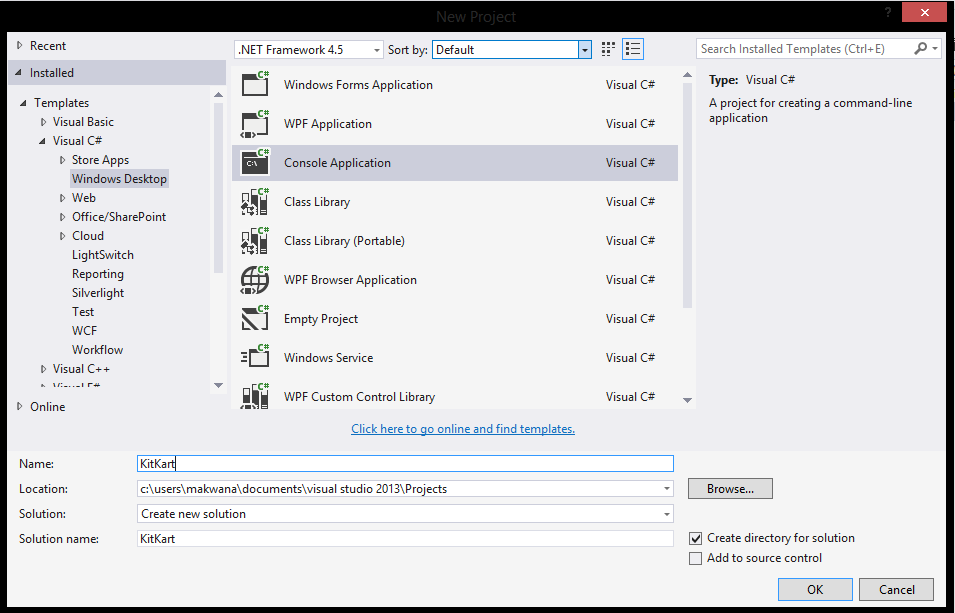 New Project
? ×
Recent
Installed
Templates
Visual Basic
Visual C#
Store Apps
Windows Desktop
Web
Office/SharePoint
Cloud
LightSwitch
Reporting
Silverlight
Test
WCF
Workflow
Visual C++
Visual F#
Online
.NET Framework 4.5 Sort by: Default
Windows Forms Application Visual C#
WPF Application Visual C#
Console Application Visual C#
Class Library Visual C#
Class Library (Portable) Visual C#
WPF Browser Application Visual C#
Empty Project Visual C#
Windows Service Visual C#
WPF Custom Control Library Visual C#
Click here to go online and find templates.
Search Installed Templates (Ctrl+E)
Type: Visual C#
A project for creating a command-line
application
Name: KitKart
Location: c:\users\makwana\documents\visual studio 2013\Projects Browse...
Solution: Create new solution
Solution name: KitKart
Create directory for solution
Add to source control
OK Cancel